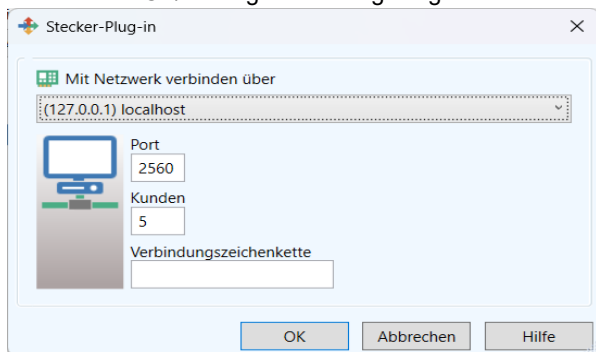 Stecker-Plug-in
Mit Netzwerk verbinden über
(127.0.0.1) localhost
Port
2560
Kunden
5
Verbindungszeichenkette
OK Abbrechen Hilfe